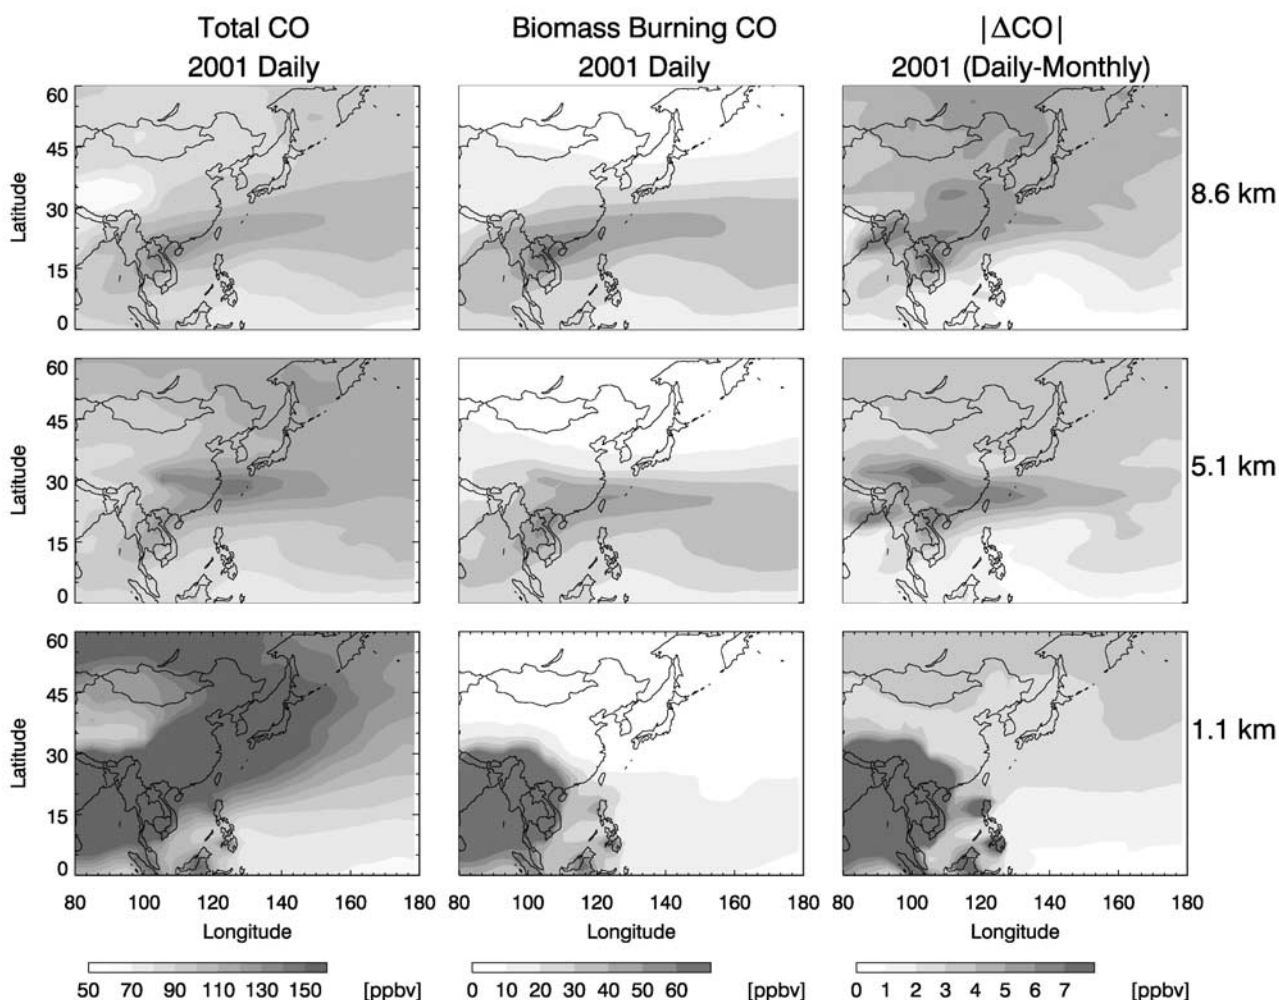 Total CO
2001 Daily
Biomass Burning CO
2001 Daily
|ΔCO|
2001 (Daily-Monthly)
60
45
30
15
0
Latitude
8.6 km
60
45
30
15
0
Latitude
5.1 km
60
45
30
15
0
Latitude
1.1 km
80 100 120 140 160 180
Longitude
80 100 120 140 160 180
Longitude
80 100 120 140 160 180
Longitude
50 70 90 110 130 150 [ppbv]
0 10 20 30 40 50 60 [ppbv]
0 1 2 3 4 5 6 7 [ppbv]